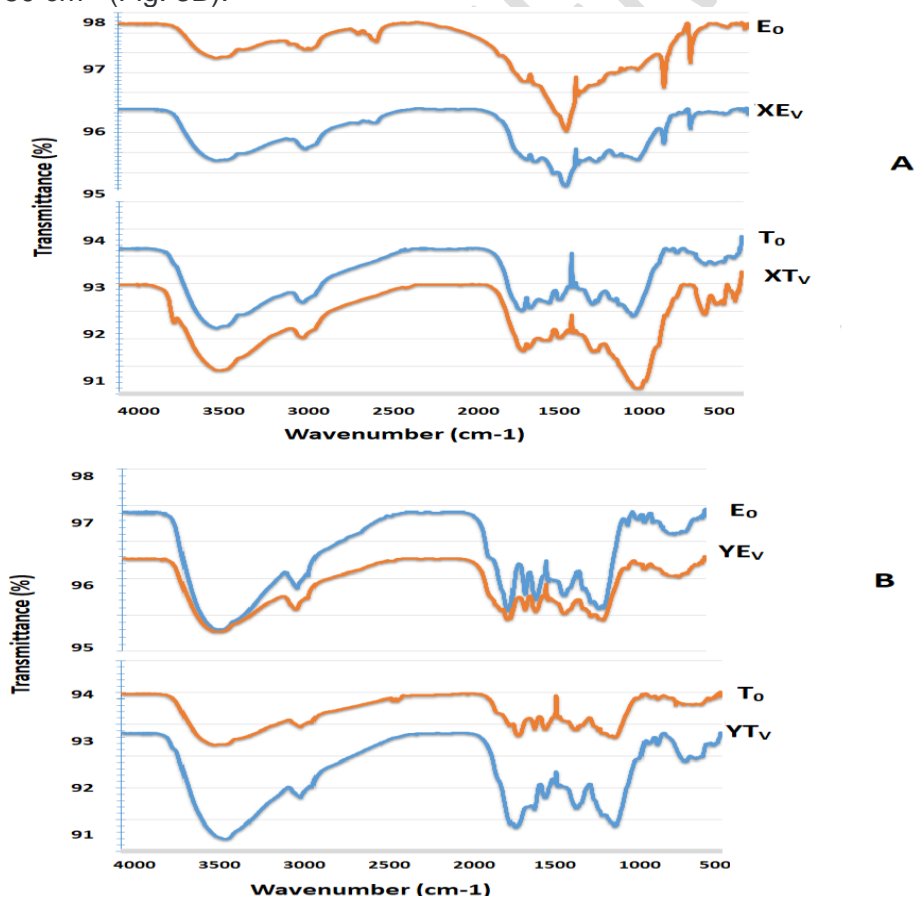 (Fig. 3B).
98
E0
97
XEV
96
A
95
Transmittance (%)
94
T0
93
XTV
92
91
4000 3500 3000 2500 2000 1500 1000 500
Wavenumber (cm-1)
98
E0
97
YEV
96
B
95
Transmittance (%)
94
T0
93
YTV
92
91
4000 3500 3000 2500 2000 1500 1000 500
Wavenumber (cm-1)